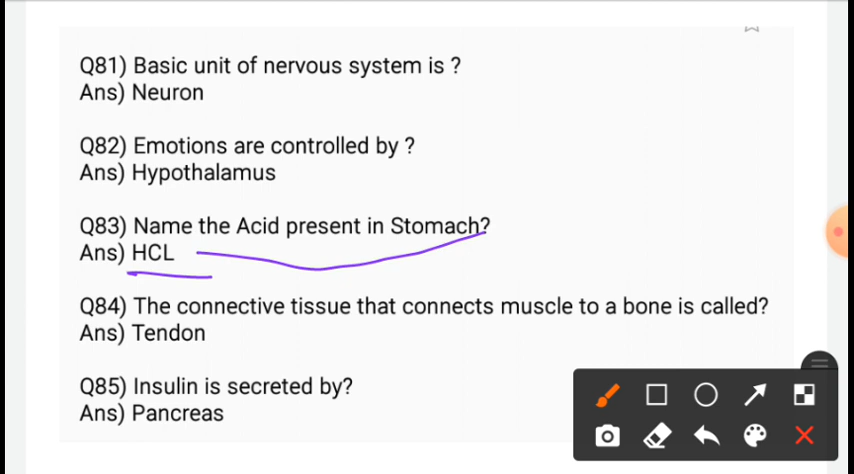 Q81) Basic unit of nervous system is ?
Ans) Neuron
Q82) Emotions are controlled by ?
Ans) Hypothalamus
Q83) Name the Acid present in Stomach?
Ans) HCL
Q84) The connective tissue that connects muscle to a bone is called?
Ans) Tendon
Q85) Insulin is secreted by?
Ans) Pancreas